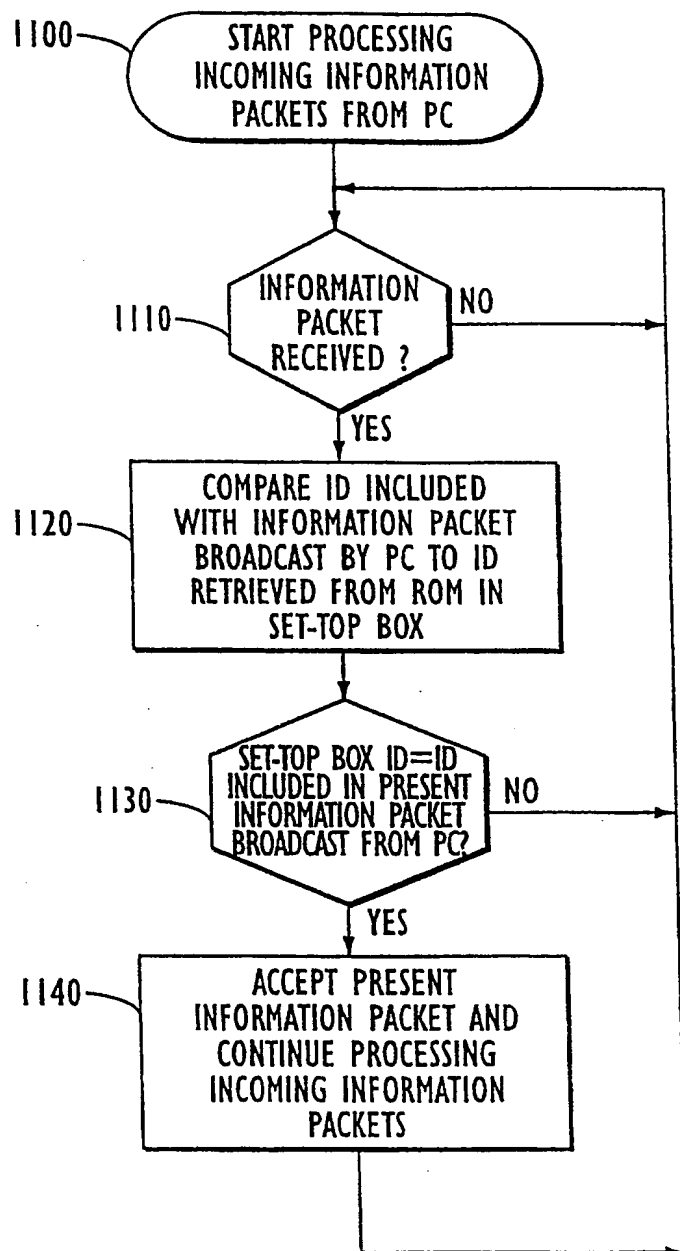 1100
START PROCESSING
INCOMING INFORMATION
PACKETS FROM PC
1110
INFORMATION
PACKET
RECEIVED ?
NO
YES
1120
COMPARE ID INCLUDED
WITH INFORMATION PACKET
BROADCAST BY PC TO ID
RETRIEVED FROM ROM IN
SET-TOP BOX
1130
SET-TOP BOX ID=ID
INCLUDED IN PRESENT
INFORMATION PACKET
BROADCAST FROM PC?
NO
YES
1140
ACCEPT PRESENT
INFORMATION PACKET AND
CONTINUE PROCESSING
INCOMING INFORMATION
PACKETS